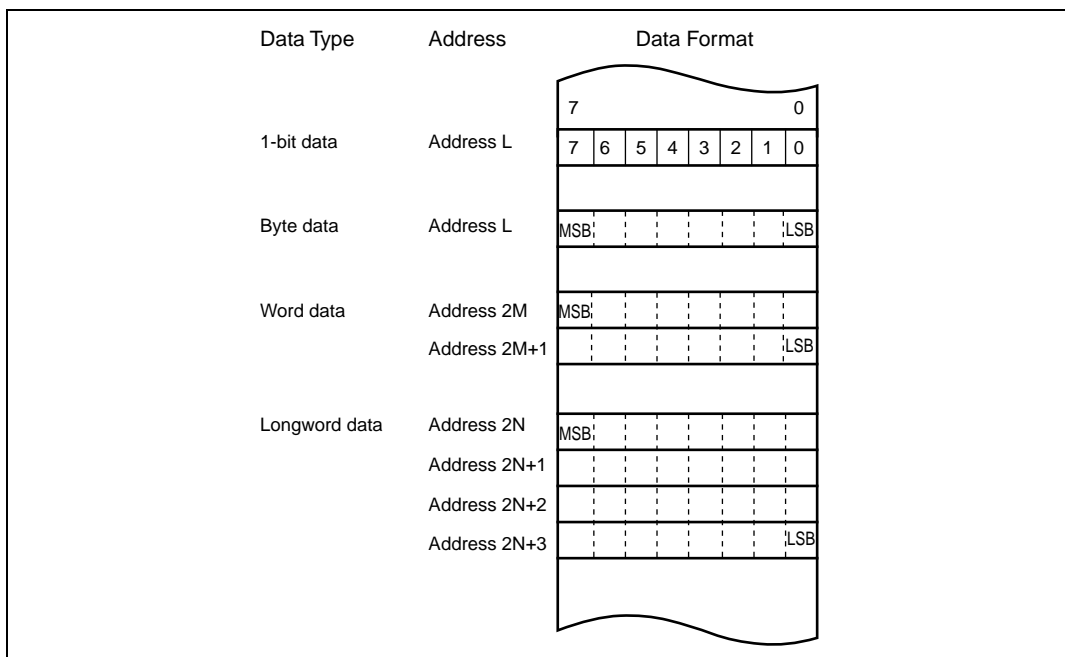 Data Type Address Data Format
7 0
1-bit data Address L 7 6 5 4 3 2 1 0
Byte data Address L MSB LSB
Word data Address 2M MSB
Address 2M+1 LSB
Longword data Address 2N MSB
Address 2N+1
Address 2N+2
Address 2N+3 LSB